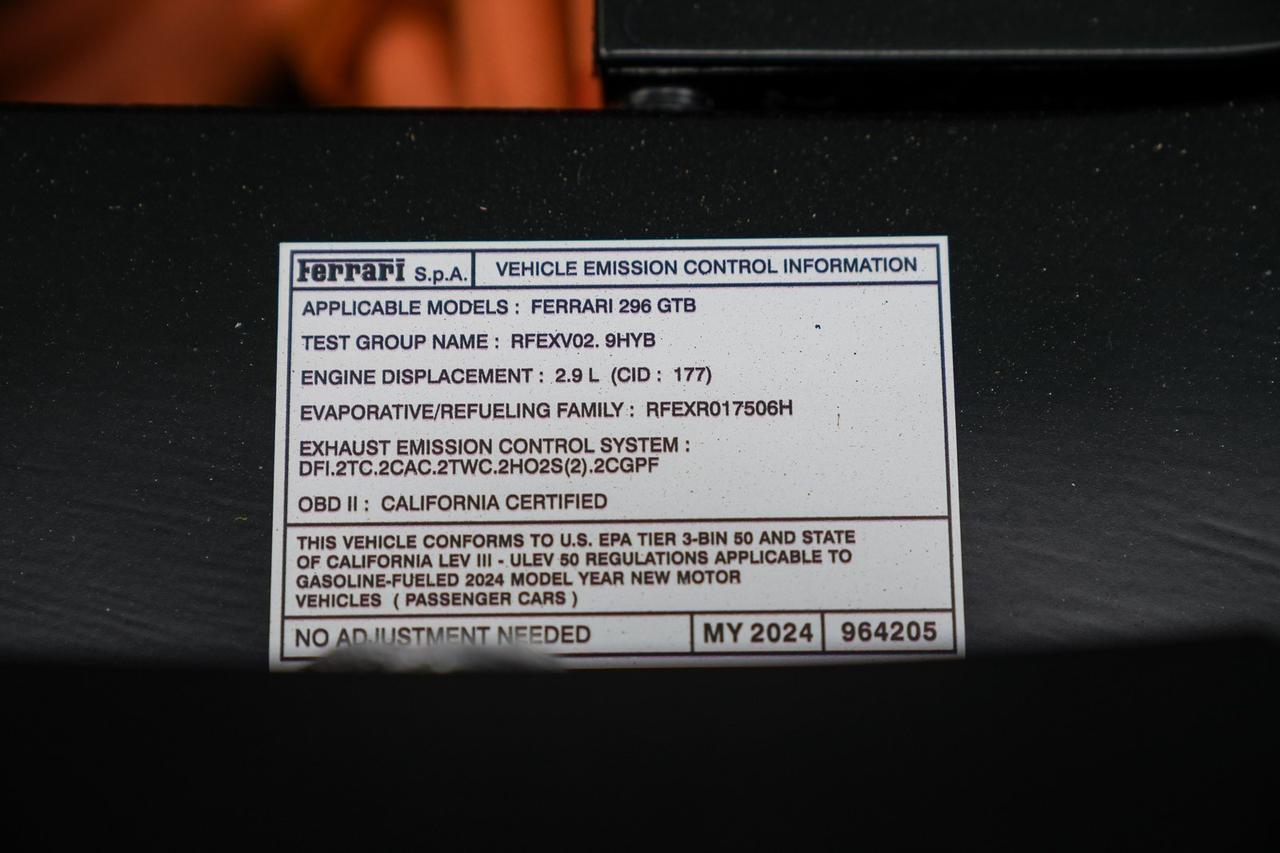 Ferrari S.p.A. VEHICLE EMISSION CONTROL INFORMATION
APPLICABLE MODELS : FERRARI 296 GTB
TEST GROUP NAME : RFEXV02. 9HYB
ENGINE DISPLACEMENT : 2.9 L (CID : 177)
EVAPORATIVE/REFUELING FAMILY : RFEXR017506H
EXHAUST EMISSION CONTROL SYSTEM :
DFI.2TC.2CAC.2TWC.2HO2S(2).2CGPF
OBD II : CALIFORNIA CERTIFIED
THIS VEHICLE CONFORMS TO U.S. EPA TIER 3-BIN 50 AND STATE
OF CALIFORNIA LEV III - ULEV 50 REGULATIONS APPLICABLE TO
GASOLINE-FUELED 2024 MODEL YEAR NEW MOTOR
VEHICLES ( PASSENGER CARS )
NO ADJUSTMENT NEEDED MY 2024 964205